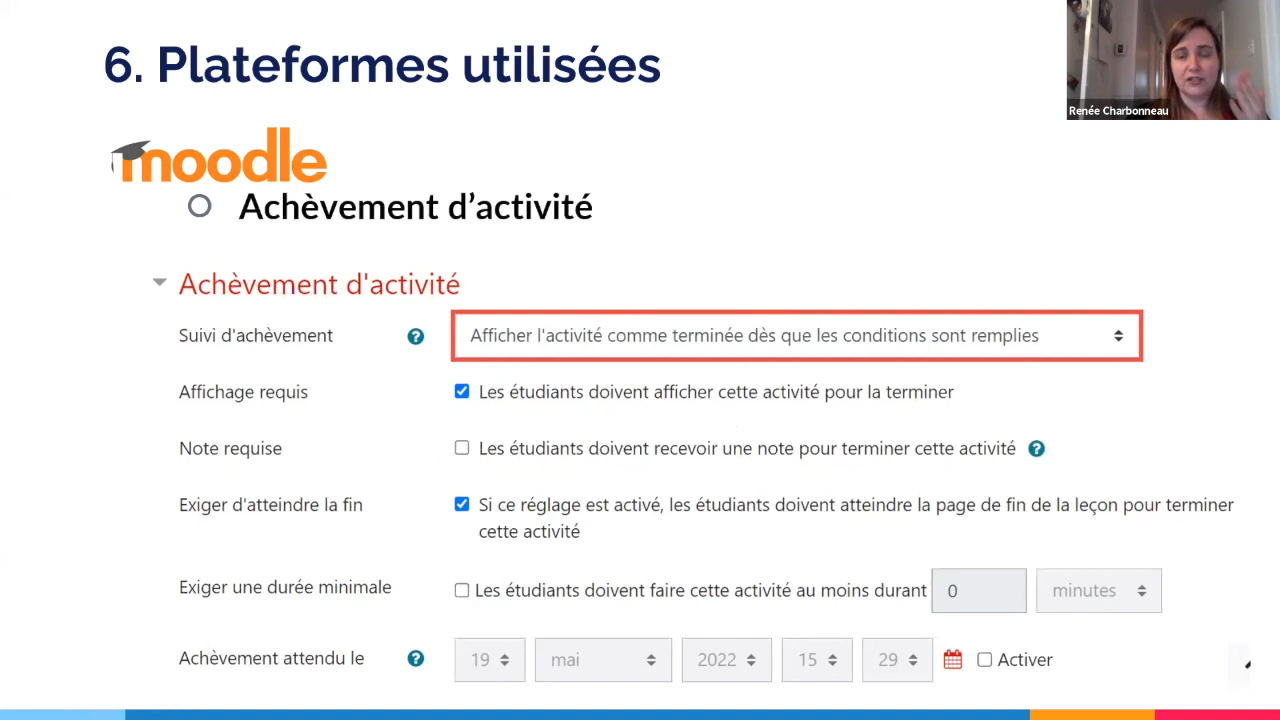 6. Plateformes utilisées
Renée Charbonneau
moodle
Achèvement d’activité
Achèvement d'activité
Suivi d'achèvement ? Afficher l'activité comme terminée dès que les conditions sont remplies
Affichage requis Les étudiants doivent afficher cette activité pour la terminer
Note requise Les étudiants doivent recevoir une note pour terminer cette activité ?
Exiger d'atteindre la fin Si ce réglage est activé, les étudiants doivent atteindre la page de fin de la leçon pour terminer
cette activité
Exiger une durée minimale Les étudiants doivent faire cette activité au moins durant 0 minutes
Achèvement attendu le ? 19 mai 2022 15 29 Activer